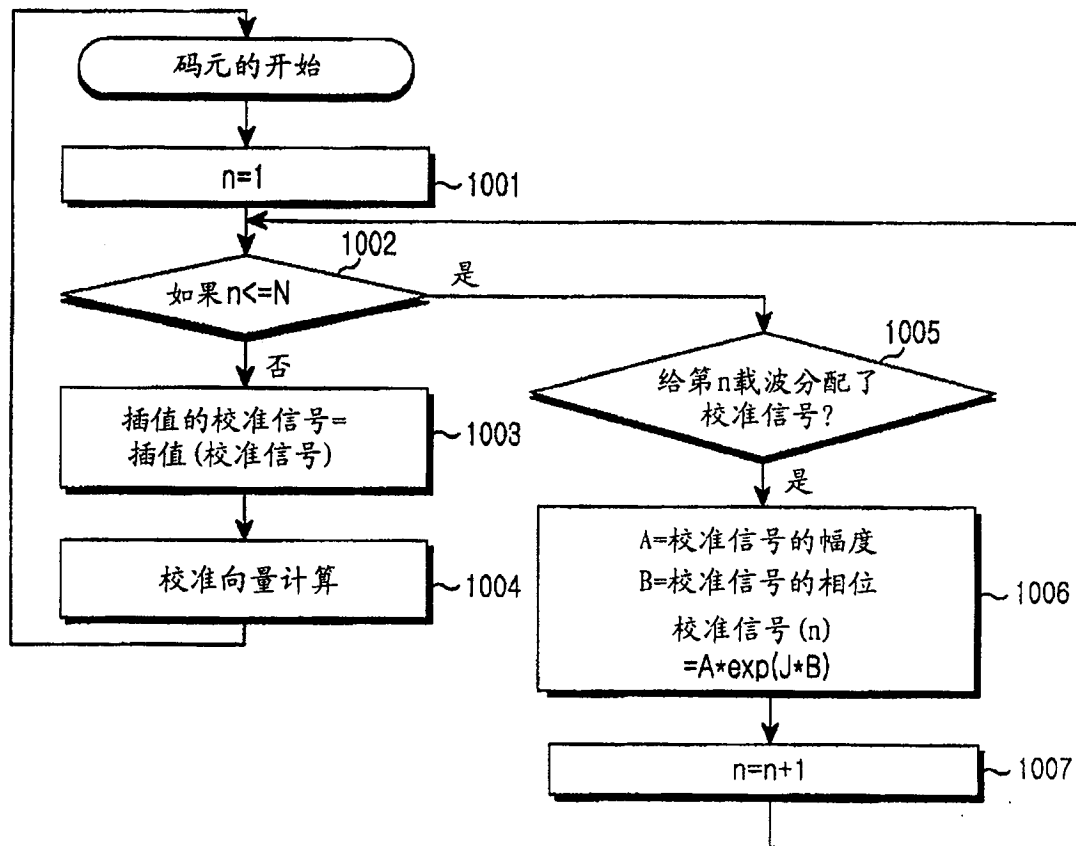 码元的开始
n=1
1001
1002
如果n<=N
是
否
插值的校准信号=
插值(校准信号)
1003
校准向量计算
1004
1005
给第n载波分配了
校准信号?
是
A=校准信号的幅度
B=校准信号的相位
校准信号(n)
=A*exp(J*B)
1006
n=n+1
1007